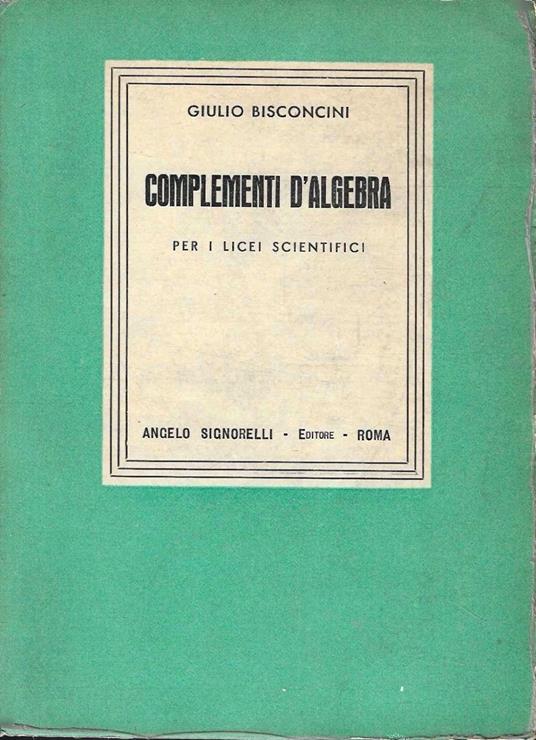 GIULIO BISCONCINI
COMPLEMENTI D'ALGEBRA
PER I LICEI SCIENTIFICI
ANGELO SIGNORELLI - EDITORE - ROMA